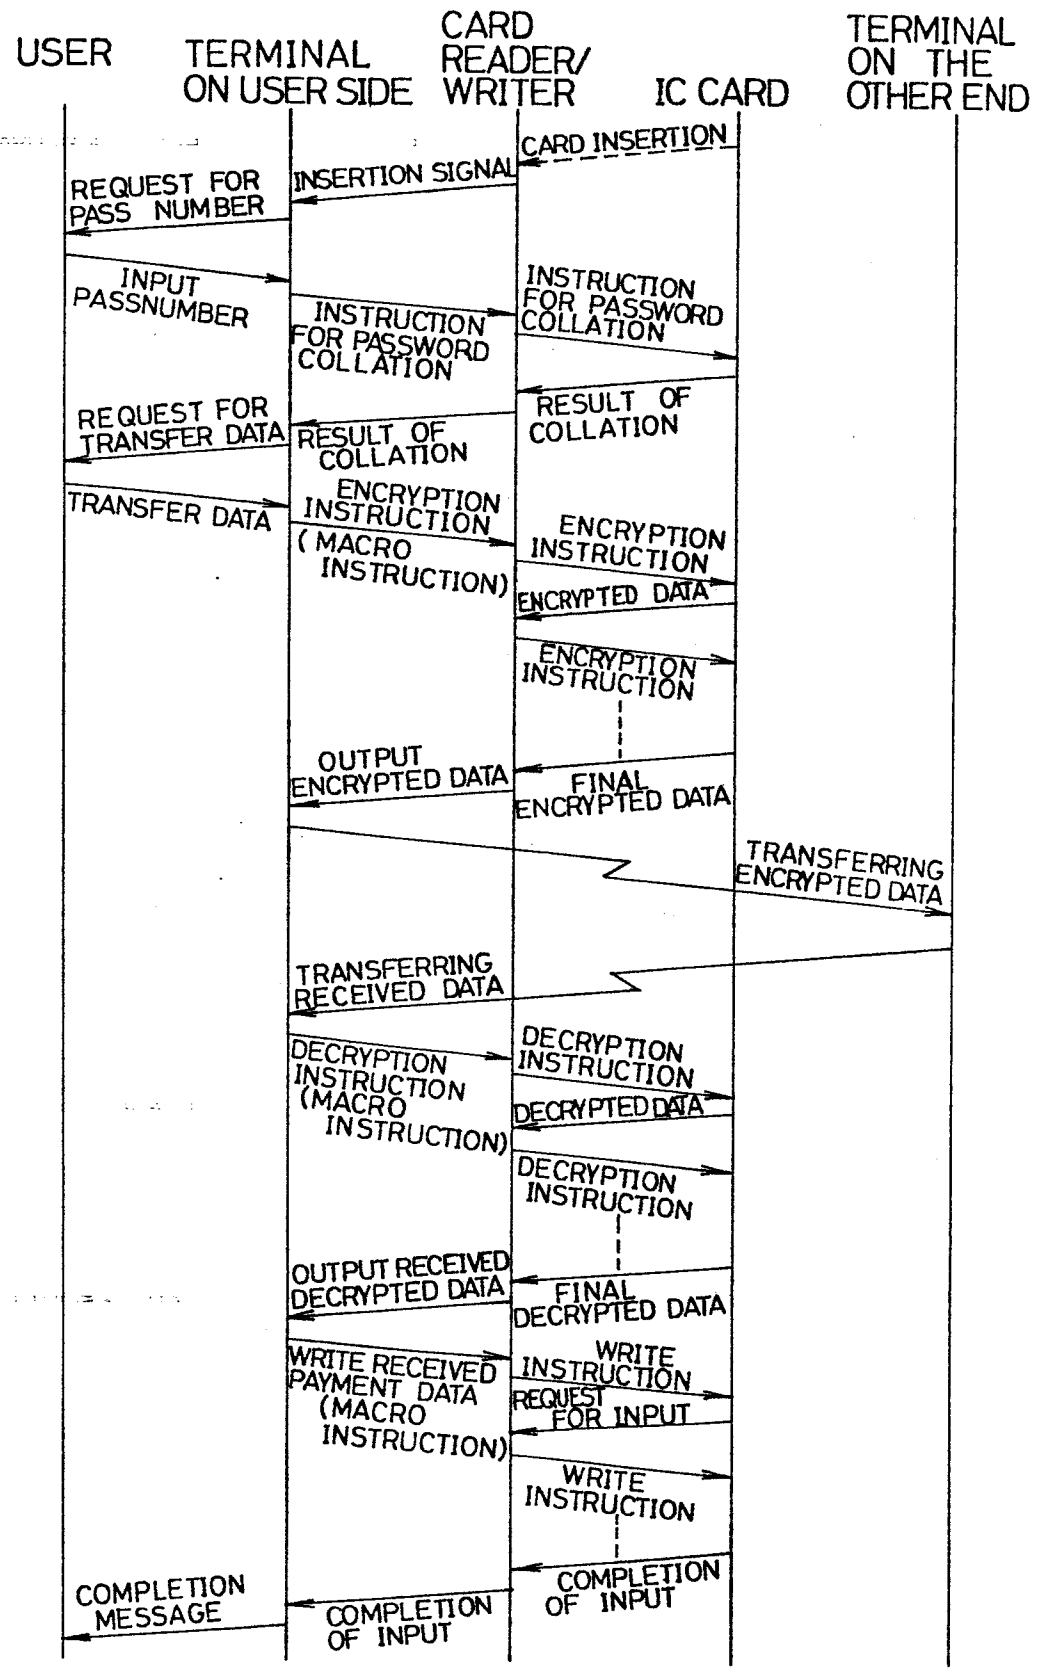 USER
TERMINAL
ON USER SIDE
CARD
READER/
WRITER
IC CARD
TERMINAL
ON THE
OTHER END
CARD INSERTION
INSERTION SIGNAL
REQUEST FOR
PASS NUMBER
INPUT
PASSNUMBER
INSTRUCTION
FOR PASSWORD
COLLATION
INSTRUCTION
FOR PASSWORD
COLLATION
RESULT OF
COLLATION
RESULT OF
COLLATION
REQUEST FOR
TRANSFER DATA
TRANSFER DATA
ENCRYPTION
INSTRUCTION
(MACRO
INSTRUCTION)
ENCRYPTION
INSTRUCTION
ENCRYPTED DATA
ENCRYPTION
INSTRUCTION
FINAL
ENCRYPTED DATA
OUTPUT
ENCRYPTED DATA
TRANSFERRING
ENCRYPTED DATA
TRANSFERRING
RECEIVED DATA
DECRYPTION
INSTRUCTION
(MACRO
INSTRUCTION)
DECRYPTION
INSTRUCTION
DECRYPTED DATA
DECRYPTION
INSTRUCTION
FINAL
DECRYPTED DATA
OUTPUT RECEIVED
DECRYPTED DATA
WRITE RECEIVED
PAYMENT DATA
(MACRO
INSTRUCTION)
WRITE
INSTRUCTION
REQUEST
FOR INPUT
WRITE
INSTRUCTION
COMPLETION
OF INPUT
COMPLETION
OF INPUT
COMPLETION
MESSAGE